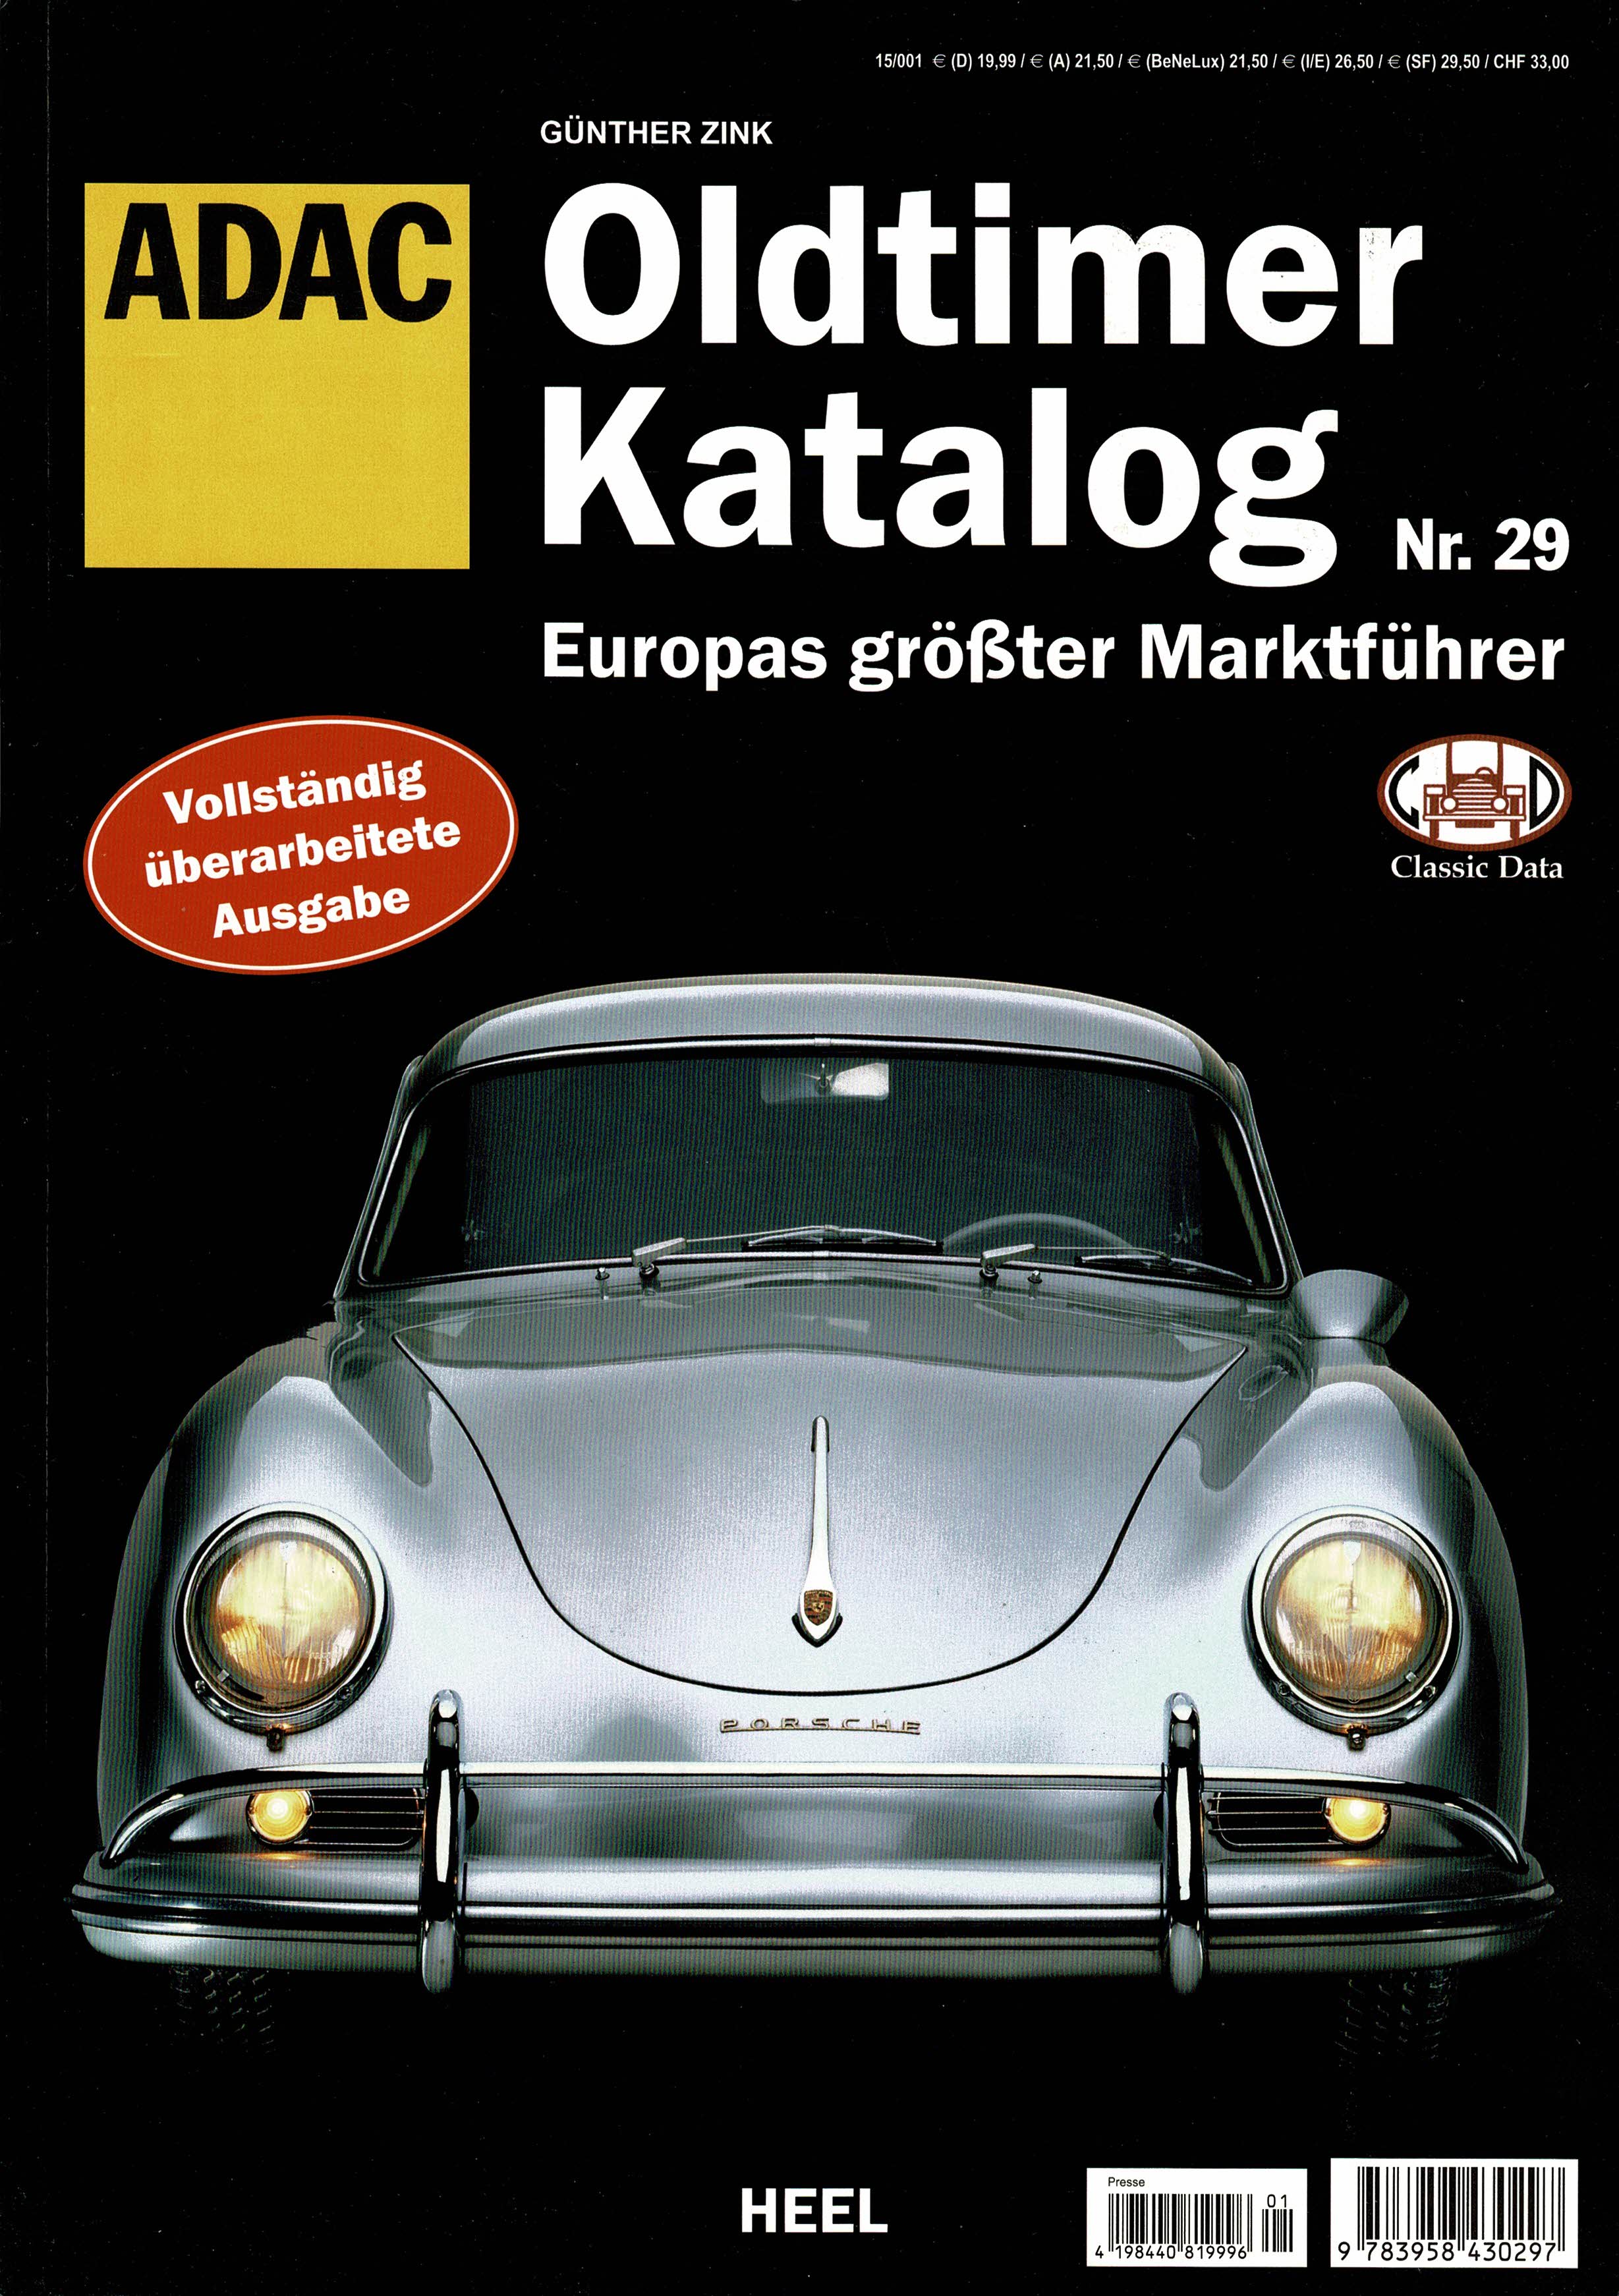 15/001 € (D) 19,99 / € (A) 21,50 / € (BeNeLux) 21,50 / € (I/E) 26,50 / € (SF) 29,50 / CHF 33,00
GÜNTHER ZINK
ADAC
Oldtimer
Katalog
Nr. 29
Europas größter Marktführer
Vollständig
überarbeitete
Ausgabe
C D
Classic Data
PORSCHE
HEEL
Presse
01
4 198440 819996
9 783958 430297